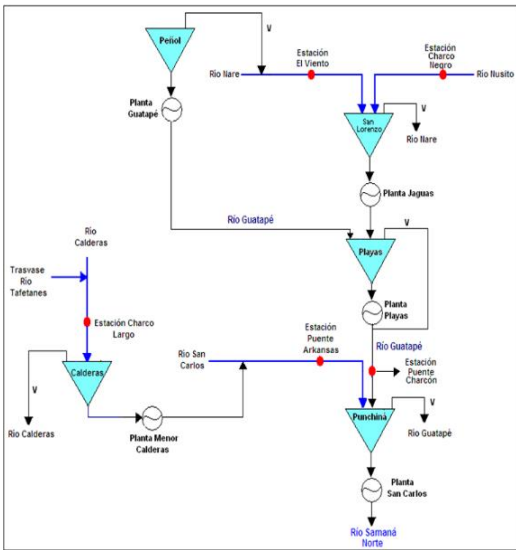 Peñol
V
Estación
El Viento
Estación
Charco
Negro
Río Nare
Río Nusito
Planta
Guatapé
San
Lorenzo
V
Río Nare
Planta Jaguas
Río Guatapé
Río
Calderas
V
Playas
Trasvase
Río
Tafetanes
Planta
Playas
Estación Charco
Largo
Estación
Puente
Arkansas
Río Guatapé
Río San
Carlos
Estación
Puente
Charcón
Calderas
V
Punchiná
V
Río Calderas
Planta Menor
Calderas
Río Guatapé
Planta
San Carlos
Río Samaná
Norte